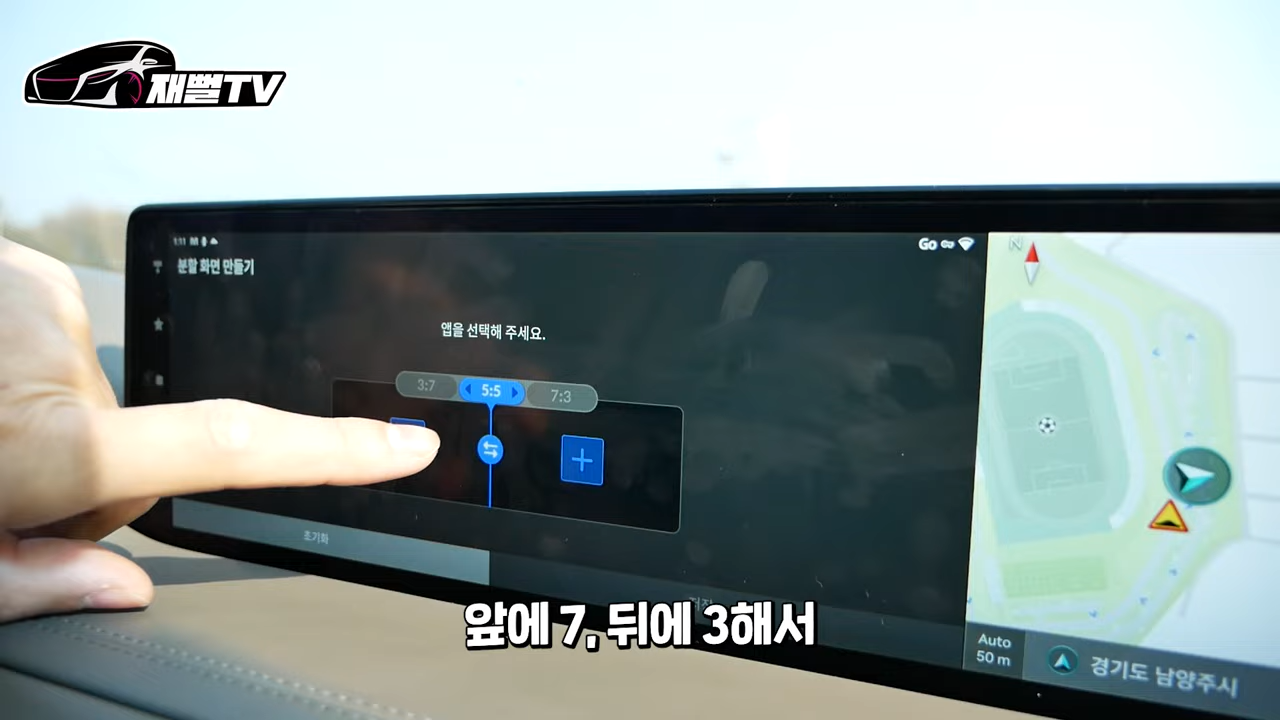 재뻘TV
1:11
Go
분할 화면 만들기
N
앱을 선택해 주세요.
3:7
5:5
7:3
초기화
앞에 7, 뒤에 3해서
Auto
50 m
경기도 남양주시